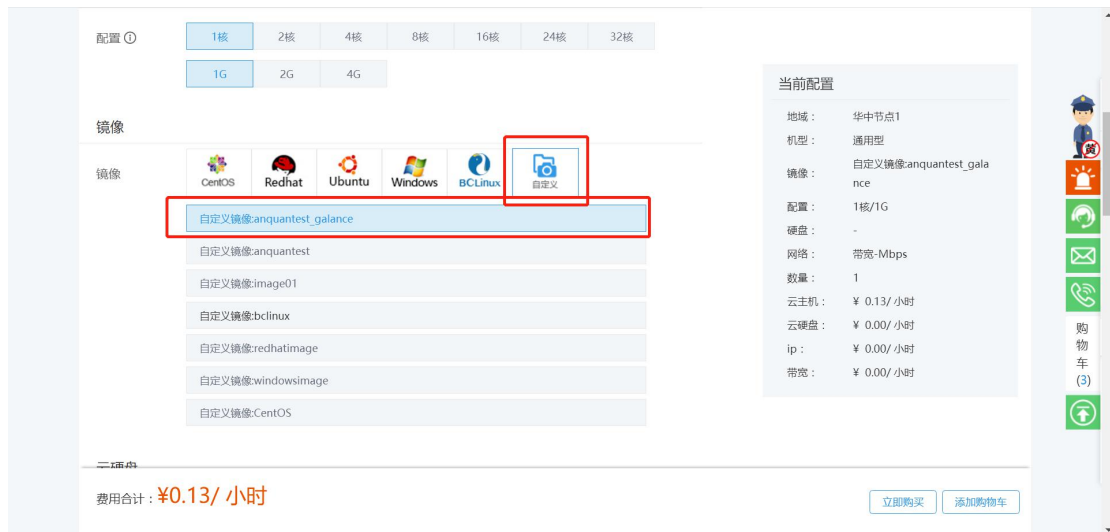 配置
1核 2核 4核 8核 16核 24核 32核
1G 2G 4G
镜像
镜像
CentOS Redhat Ubuntu Windows BCLinux 自定义
自定义镜像:anquantest_galance
自定义镜像:anquantest
自定义镜像:image01
自定义镜像:bclinux
自定义镜像:redhatimage
自定义镜像:windowsimage
自定义镜像:CentOS
云硬盘
费用合计：¥0.13/ 小时
立即购买 添加购物车
当前配置
地域： 华中节点1
机型： 通用型
镜像： 自定义镜像:anquantest_gala
nce
配置： 1核/1G
硬盘： -
网络： 带宽-Mbps
数量： 1
云主机： ¥ 0.13/ 小时
云硬盘： ¥ 0.00/ 小时
ip： ¥ 0.00/ 小时
带宽： ¥ 0.00/ 小时
黄
购
物
车
(3)